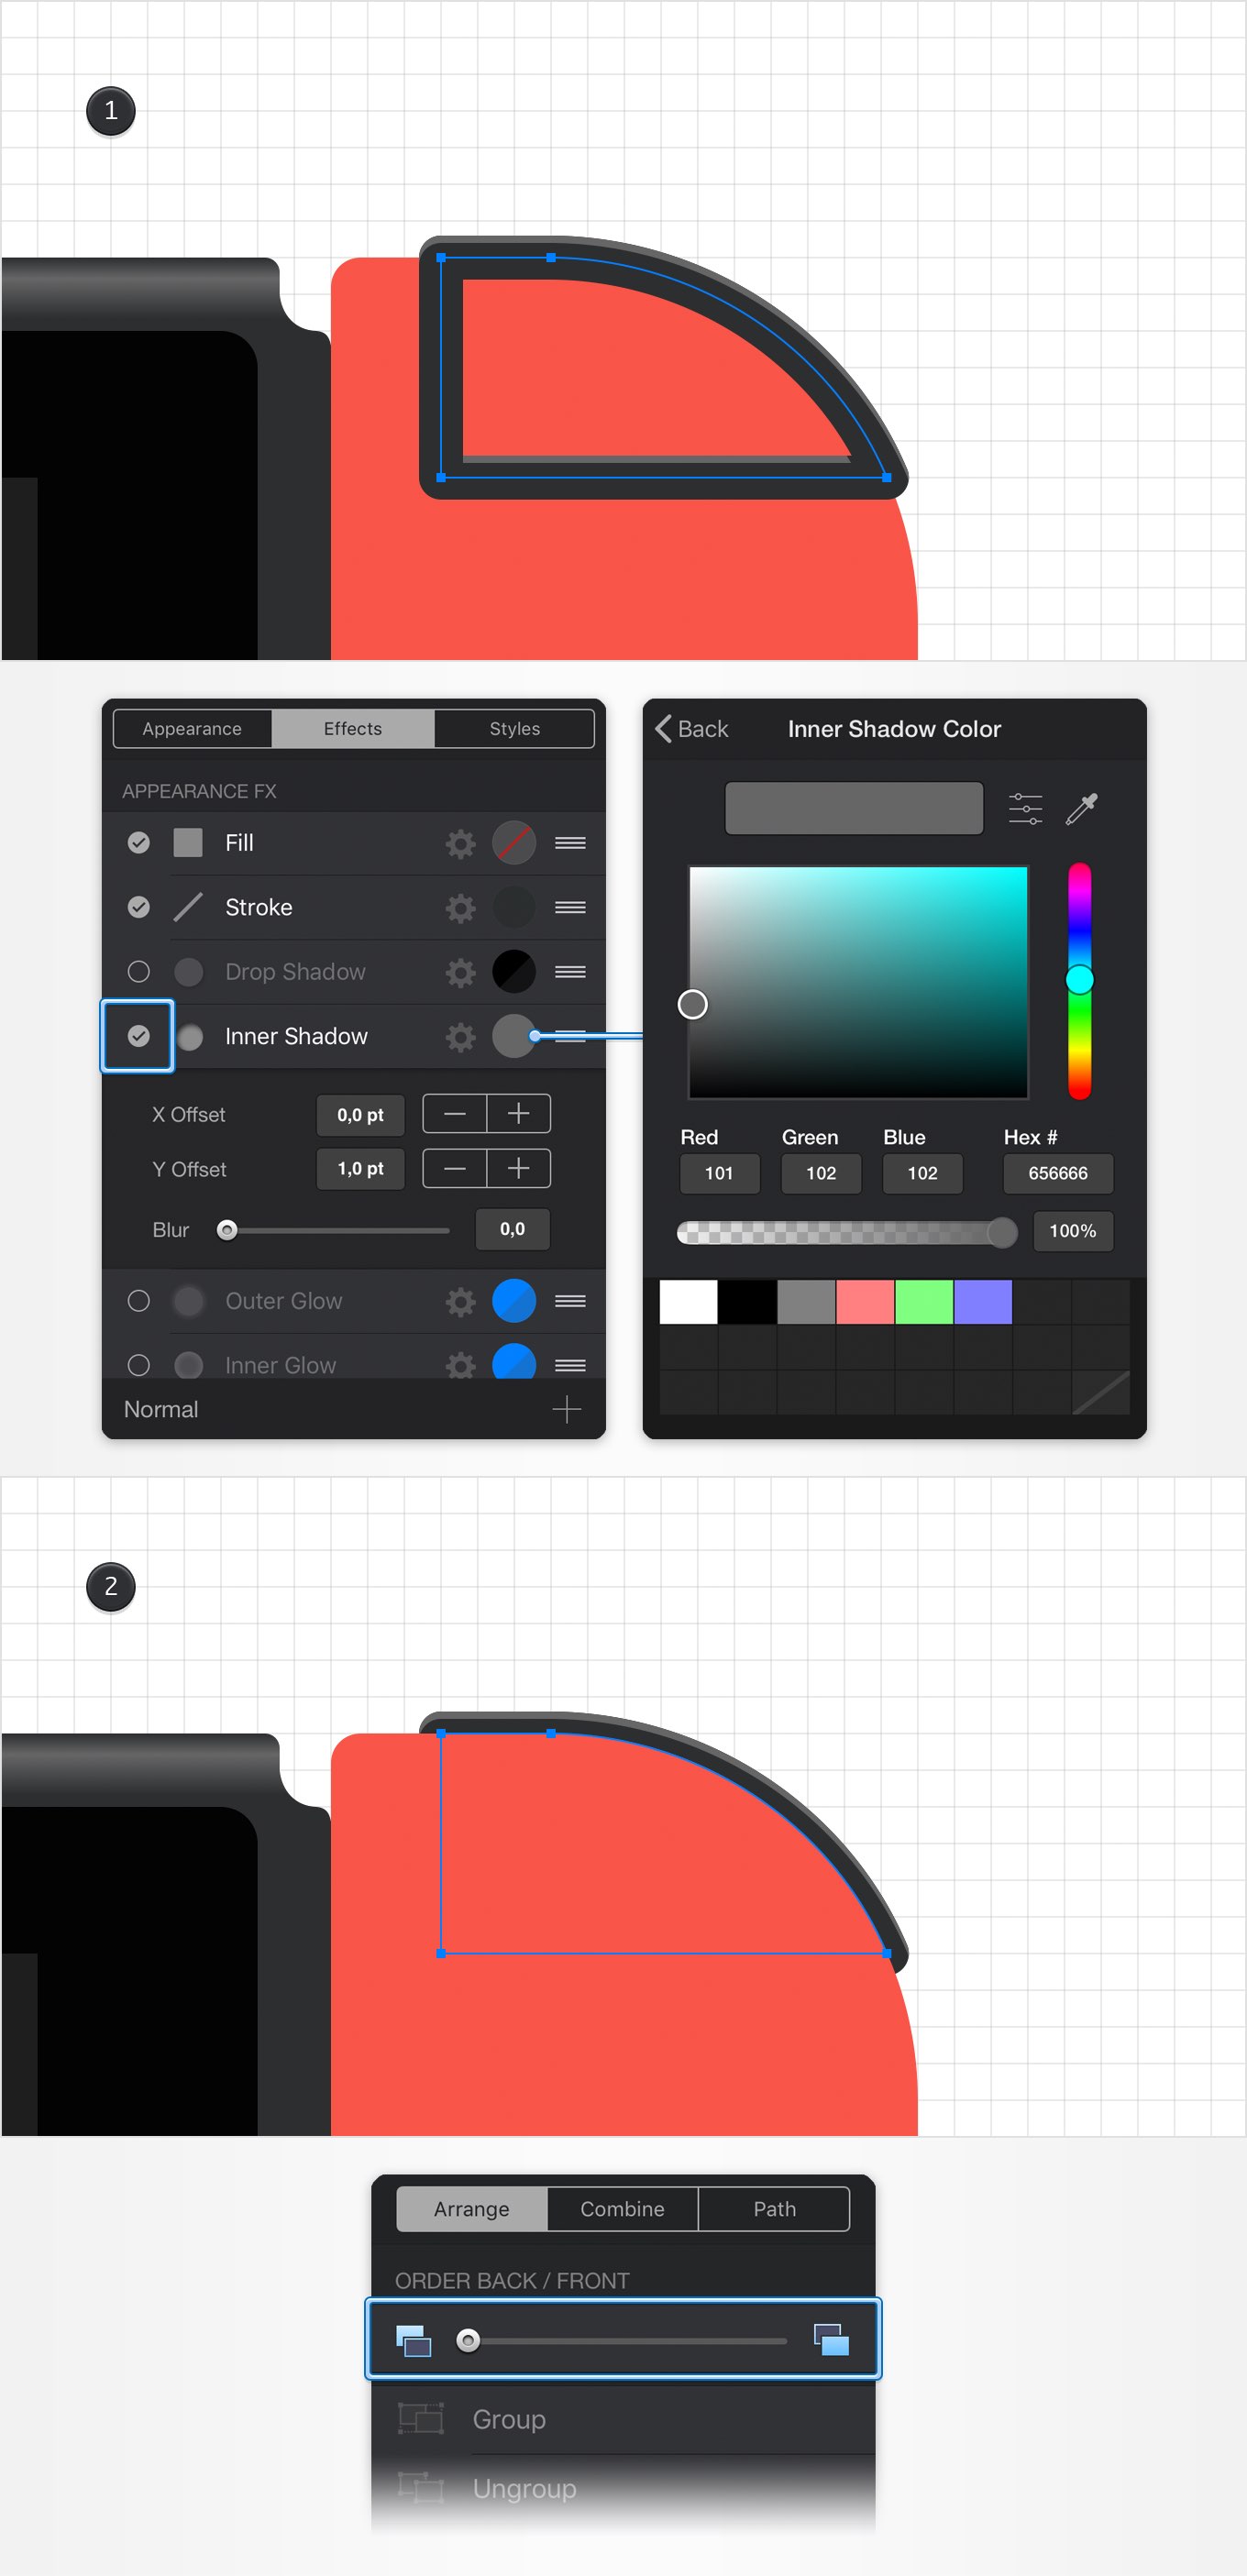 1
Appearance Effects Styles
APPEARANCE FX
Fill
Stroke
Drop Shadow
Inner Shadow
X Offset 0,0 pt
Y Offset 1,0 pt
Blur 0,0
Outer Glow
Inner Glow
Normal
Back Inner Shadow Color
Red Green Blue Hex #
101 102 102 656666
100%
2
Arrange Combine Path
ORDER BACK / FRONT
Group
Ungroup